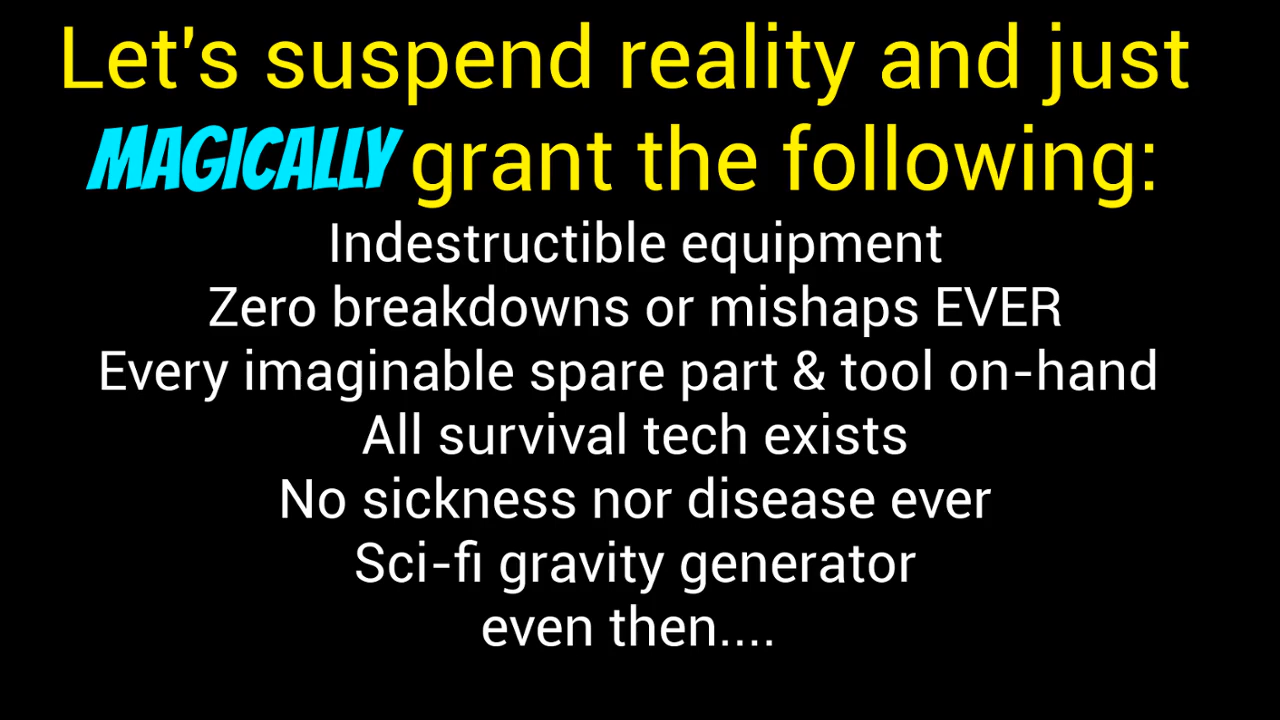 Let's suspend reality and just
MAGICALLY grant the following:
Indestructible equipment
Zero breakdowns or mishaps EVER
Every imaginable spare part & tool on-hand
All survival tech exists
No sickness nor disease ever
Sci-fi gravity generator
even then....